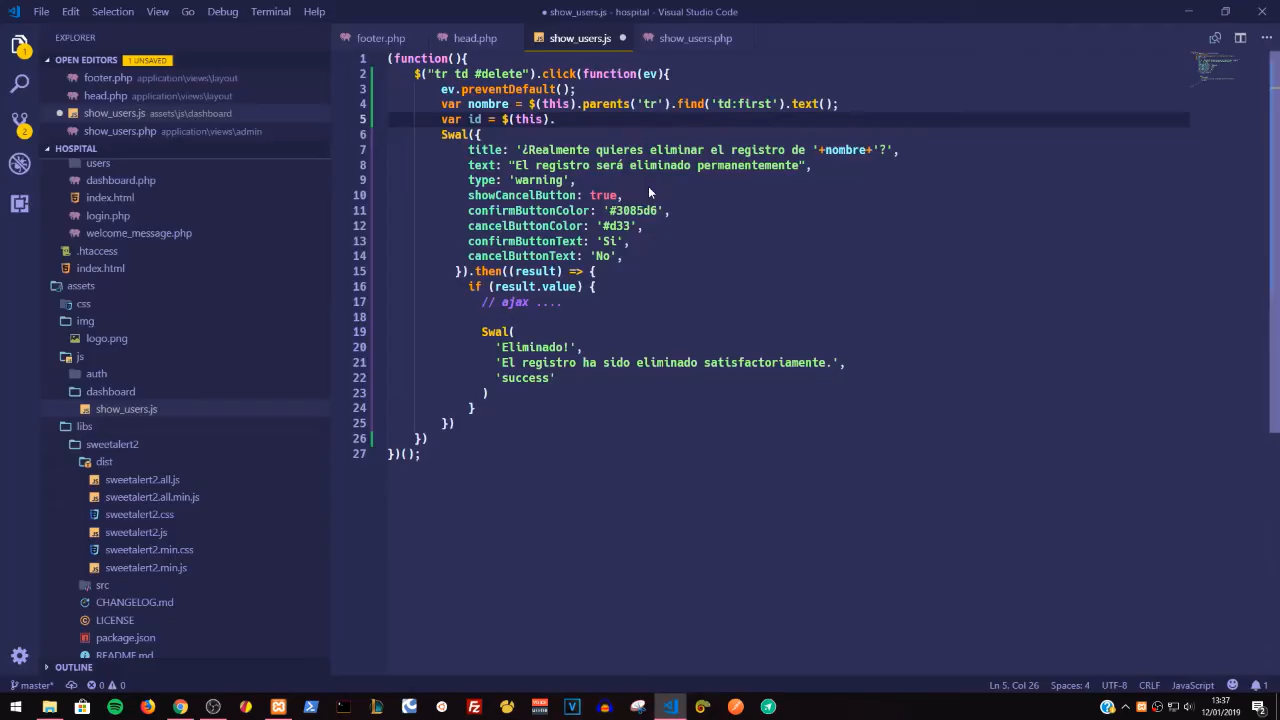 File Edit Selection View Go Debug Terminal Help
● show_users.js - hospital - Visual Studio Code
EXPLORER
footer.php
head.php
show_users.js
show_users.php
OPEN EDITORS 1 UNSAVED
footer.php application\views\layout
head.php application\views\layout
show_users.js assets\js\dashboard
show_users.php application\views\admin
HOSPITAL
users
dashboard.php
index.html
login.php
welcome_message.php
.htaccess
index.html
assets
css
img
logo.png
js
auth
dashboard
show_users.js
libs
sweetalert2
dist
sweetalert2.all.js
sweetalert2.all.min.js
sweetalert2.css
sweetalert2.js
sweetalert2.min.css
sweetalert2.min.js
src
CHANGELOG.md
LICENSE
package.json
README.md
OUTLINE
1 (function(){
2 $("tr td #delete").click(function(ev){
3 ev.preventDefault();
4 var nombre = $(this).parents('tr').find('td:first').text();
5 var id = $(this).
6 Swal({
7 title: '¿Realmente quieres eliminar el registro de '+nombre+'?',
8 text: "El registro será eliminado permanentemente",
9 type: 'warning',
10 showCancelButton: true,
11 confirmButtonColor: '#3085d6',
12 cancelButtonColor: '#d33',
13 confirmButtonText: 'Si',
14 cancelButtonText: 'No',
15 }).then((result) => {
16 if (result.value) {
17 // ajax ....
18
19 Swal(
20 'Eliminado!',
21 'El registro ha sido eliminado satisfactoriamente.',
22 'success'
23 )
24 }
25 })
26 })
27 })();
master* 0 0
Ln 5, Col 26 Spaces: 4 UTF-8 CRLF JavaScript 1
13:37
12/01/2019